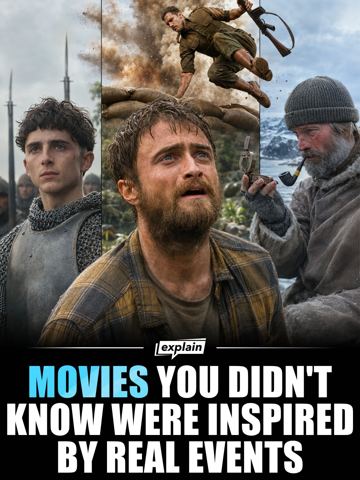 explain
MOVIES YOU DIDN'T
KNOW WERE INSPIRED
BY REAL EVENTS